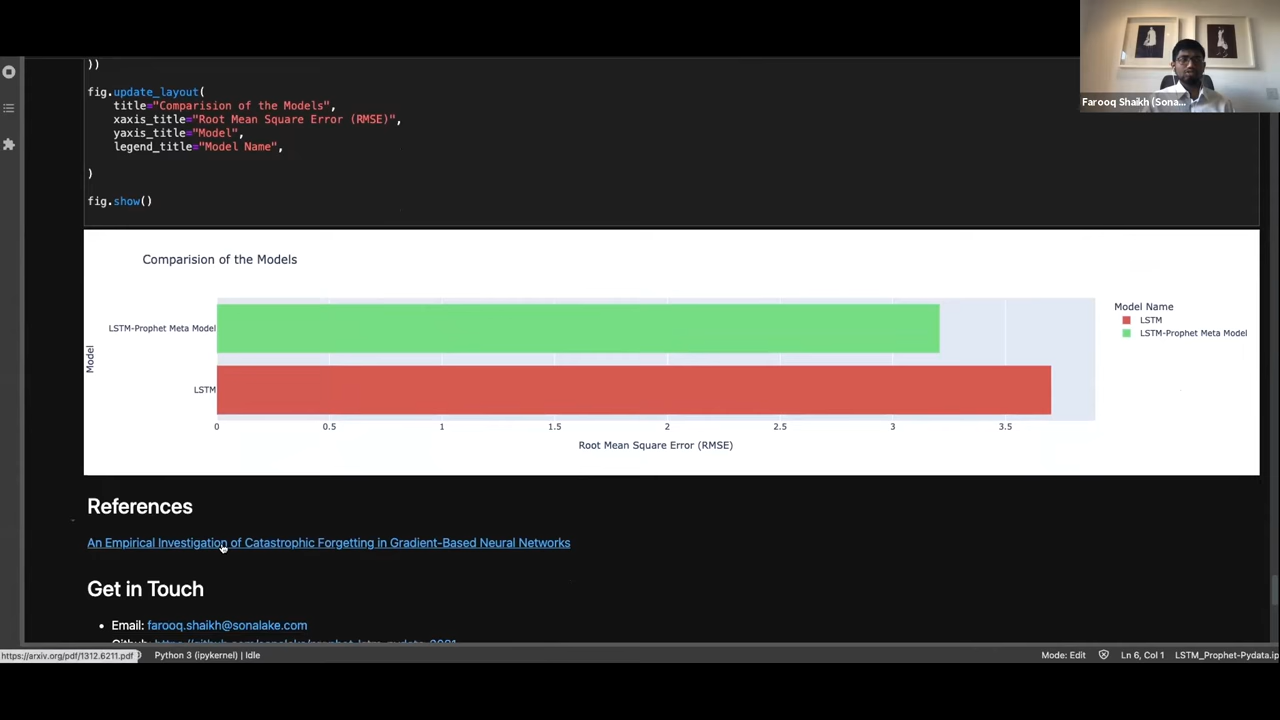 ))
fig.update_layout(
title="Comparision of the Models",
xaxis_title="Root Mean Square Error (RMSE)",
yaxis_title="Model",
legend_title="Model Name",
)
fig.show()
Farooq Shaikh (Sona...
Comparision of the Models
Model
LSTM-Prophet Meta Model
LSTM
0 0.5 1 1.5 2 2.5 3 3.5
Root Mean Square Error (RMSE)
Model Name
LSTM
LSTM-Prophet Meta Model
References
An Empirical Investigation of Catastrophic Forgetting in Gradient-Based Neural Networks
Get in Touch
• Email: farooq.shaikh@sonalake.com
https://arxiv.org/pdf/1312.6211.pdf Python 3 (ipykernel) | Idle Mode: Edit Ln 6, Col 1 LSTM_Prophet-Pydata.ip